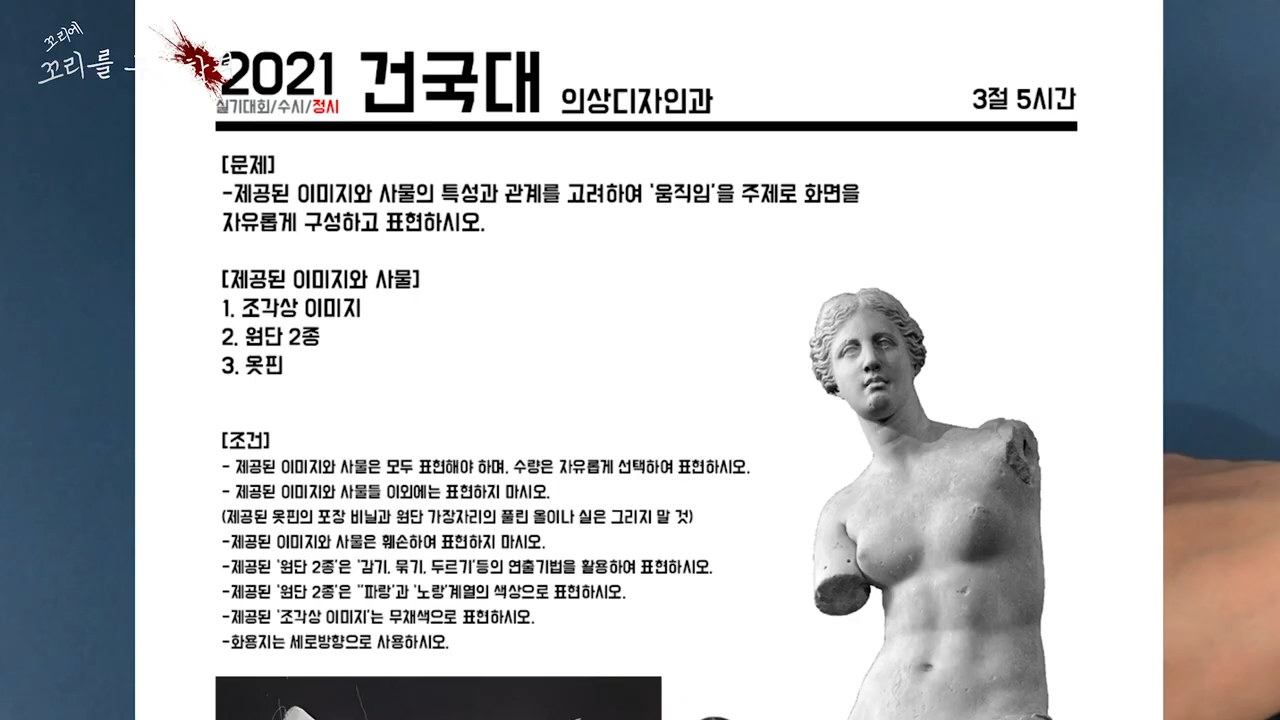 꼬리에
꼬리를
2021 건국대 의상디자인과 3절 5시간
실기대회/수시/정시
[문제]
-제공된 이미지와 사물의 특성과 관계를 고려하여 '움직임'을 주제로 화면을
자유롭게 구성하고 표현하시오.
[제공된 이미지와 사물]
1. 조각상 이미지
2. 원단 2종
3. 옷핀
[조건]
- 제공된 이미지와 사물은 모두 표현해야 하며, 수량은 자유롭게 선택하여 표현하시오.
- 제공된 이미지와 사물들 이외에는 표현하지 마시오.
(제공된 옷핀의 포장 비닐과 원단 가장자리의 풀린 올이나 실은 그리지 말 것)
-제공된 이미지와 사물은 훼손하여 표현하지 마시오.
-제공된 '원단 2종'은 '감기, 묶기, 두르기'등의 연출기법을 활용하여 표현하시오.
-제공된 '원단 2종'은 ''파랑'과 '노랑'계열의 색상으로 표현하시오.
-제공된 '조각상 이미지'는 무채색으로 표현하시오.
-화용지는 세로방향으로 사용하시오.